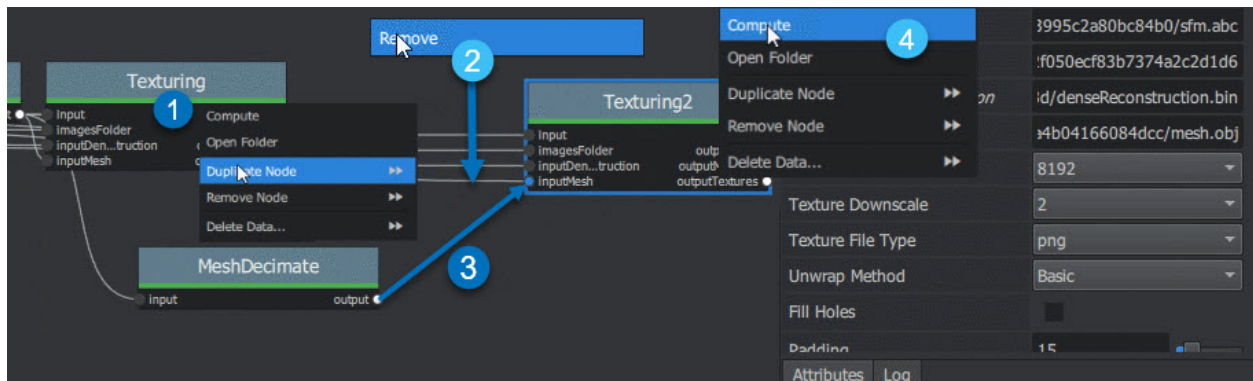 Remove
2
Texturing
1
Input
imagesFolder
inputDen...truction
inputMesh
Compute
Open Folder
Duplicate Node
Remove Node
Delete Data...
MeshDecimate
input
output
3
Texturing2
Input
imagesFolder
inputDen...truction
inputMesh
outputTextures
Compute
4
Open Folder
Duplicate Node
Remove Node
Delete Data...
3995c2a80bc84b0/sfm.abc
f050ecf83b7374a2c2d1d6
on
d/denseReconstruction.bin
4b04166084dcc/mesh.obj
8192
Texture Downscale
2
Texture File Type
png
Unwrap Method
Basic
Fill Holes
Padding
15
Attributes
Log